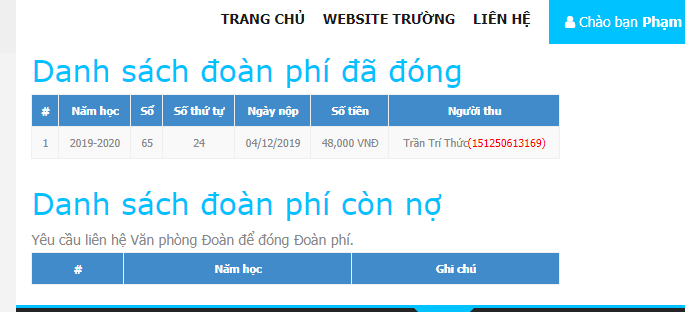 TRANG CHỦ WEBSITE TRƯỜNG LIÊN HỆ Chào bạn Phạm
Danh sách đoàn phí đã đóng
# Năm học Số Số thứ tự Ngày nộp Số tiền Người thu
1 2019-2020 65 24 04/12/2019 48,000 VNĐ Trần Trí Thức(151250613169)
Danh sách đoàn phí còn nợ
Yêu cầu liên hệ Văn phòng Đoàn để đóng Đoàn phí.
# Năm học Ghi chú